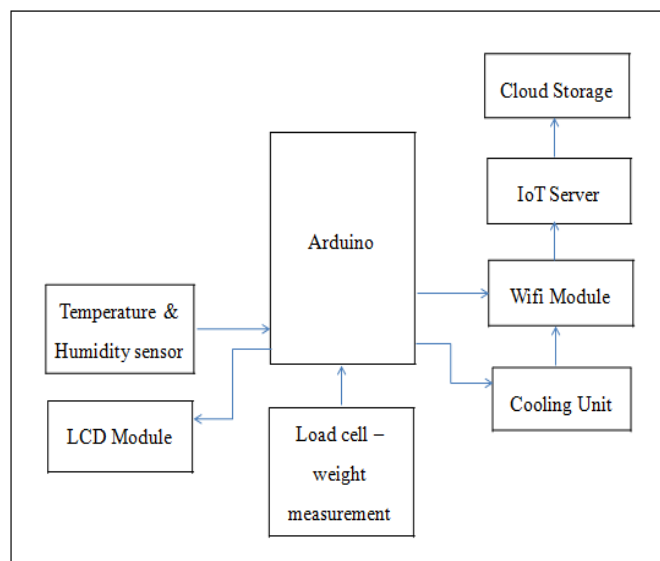 Cloud Storage
IoT Server
Arduino
Wifi Module
Temperature &
Humidity sensor
Cooling Unit
LCD Module
Load cell –
weight
measurement